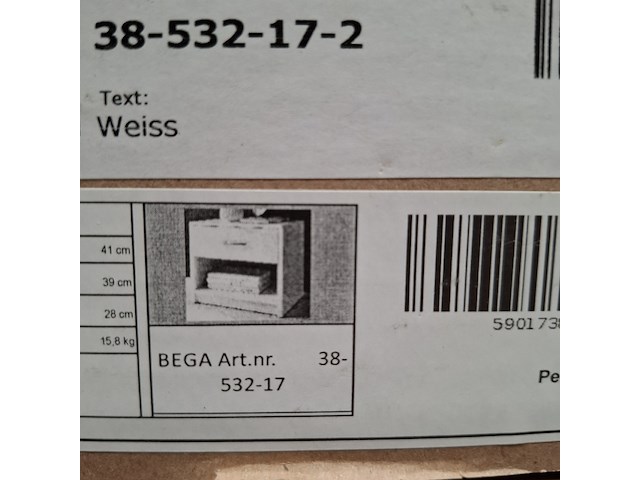 38-532-17-2
Text:
Weiss
41 cm
39 cm
28 cm
15,8 kg
BEGA Art.nr. 38-
532-17
590173
Pe